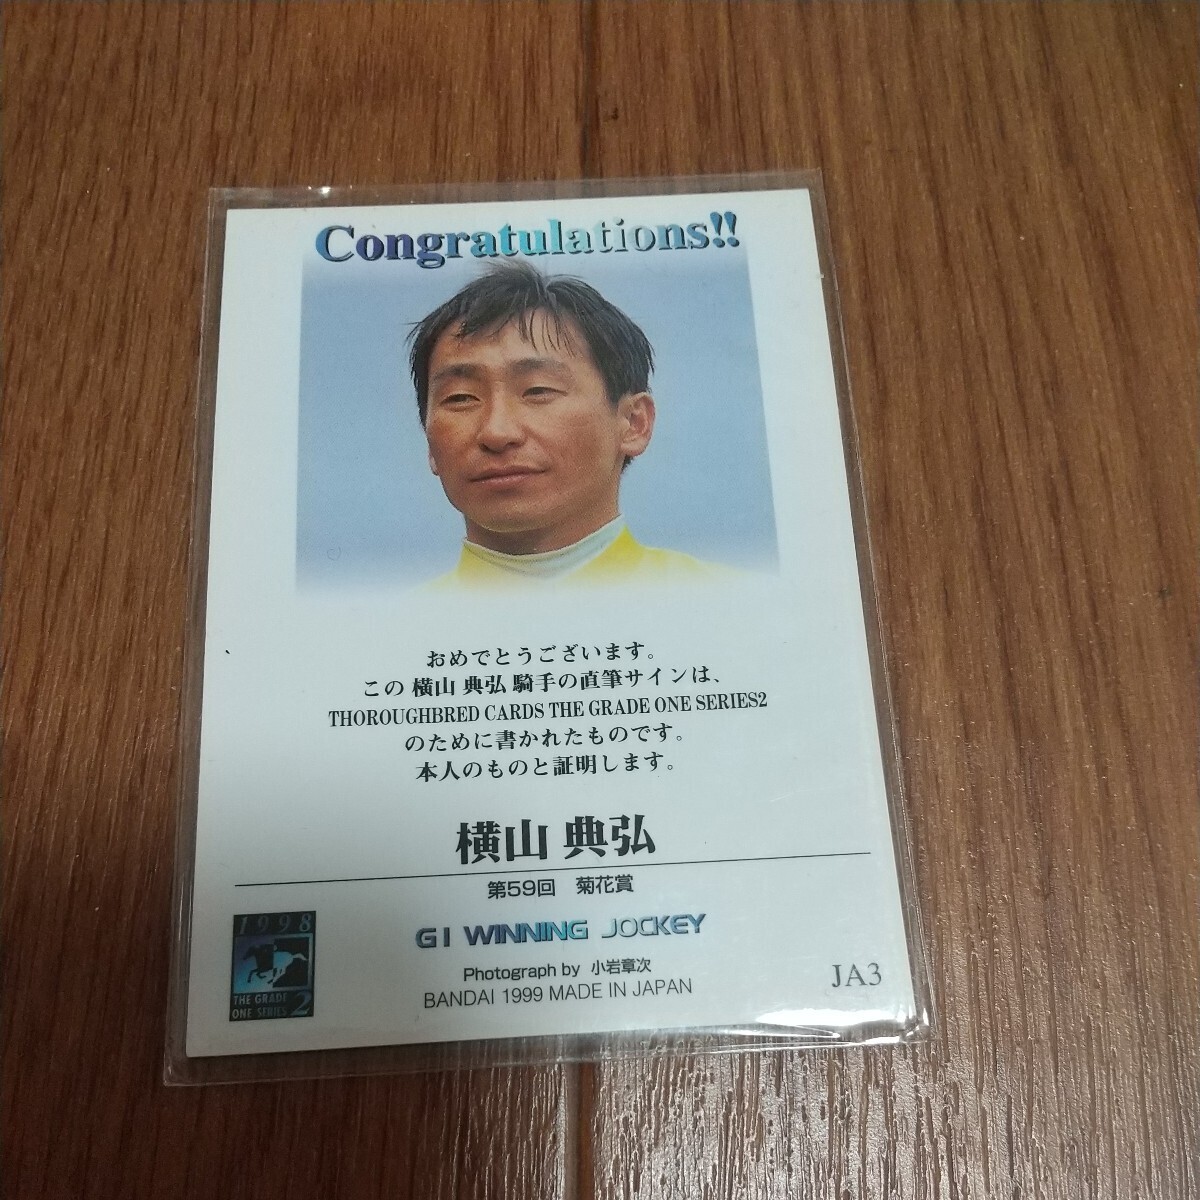 Congratulations!!
おめでとうございます。
この 横山 典弘 騎手の直筆サインは、
THOROUGHBRED CARDS THE GRADE ONE SERIES2
のために書かれたものです。
本人のものと証明します。
横山 典弘
第59回 菊花賞
GI WINNING JOCKEY
Photograph by 小岩章次
BANDAI 1999 MADE IN JAPAN
JA3
1998
THE GRADE
ONE SERIES 2